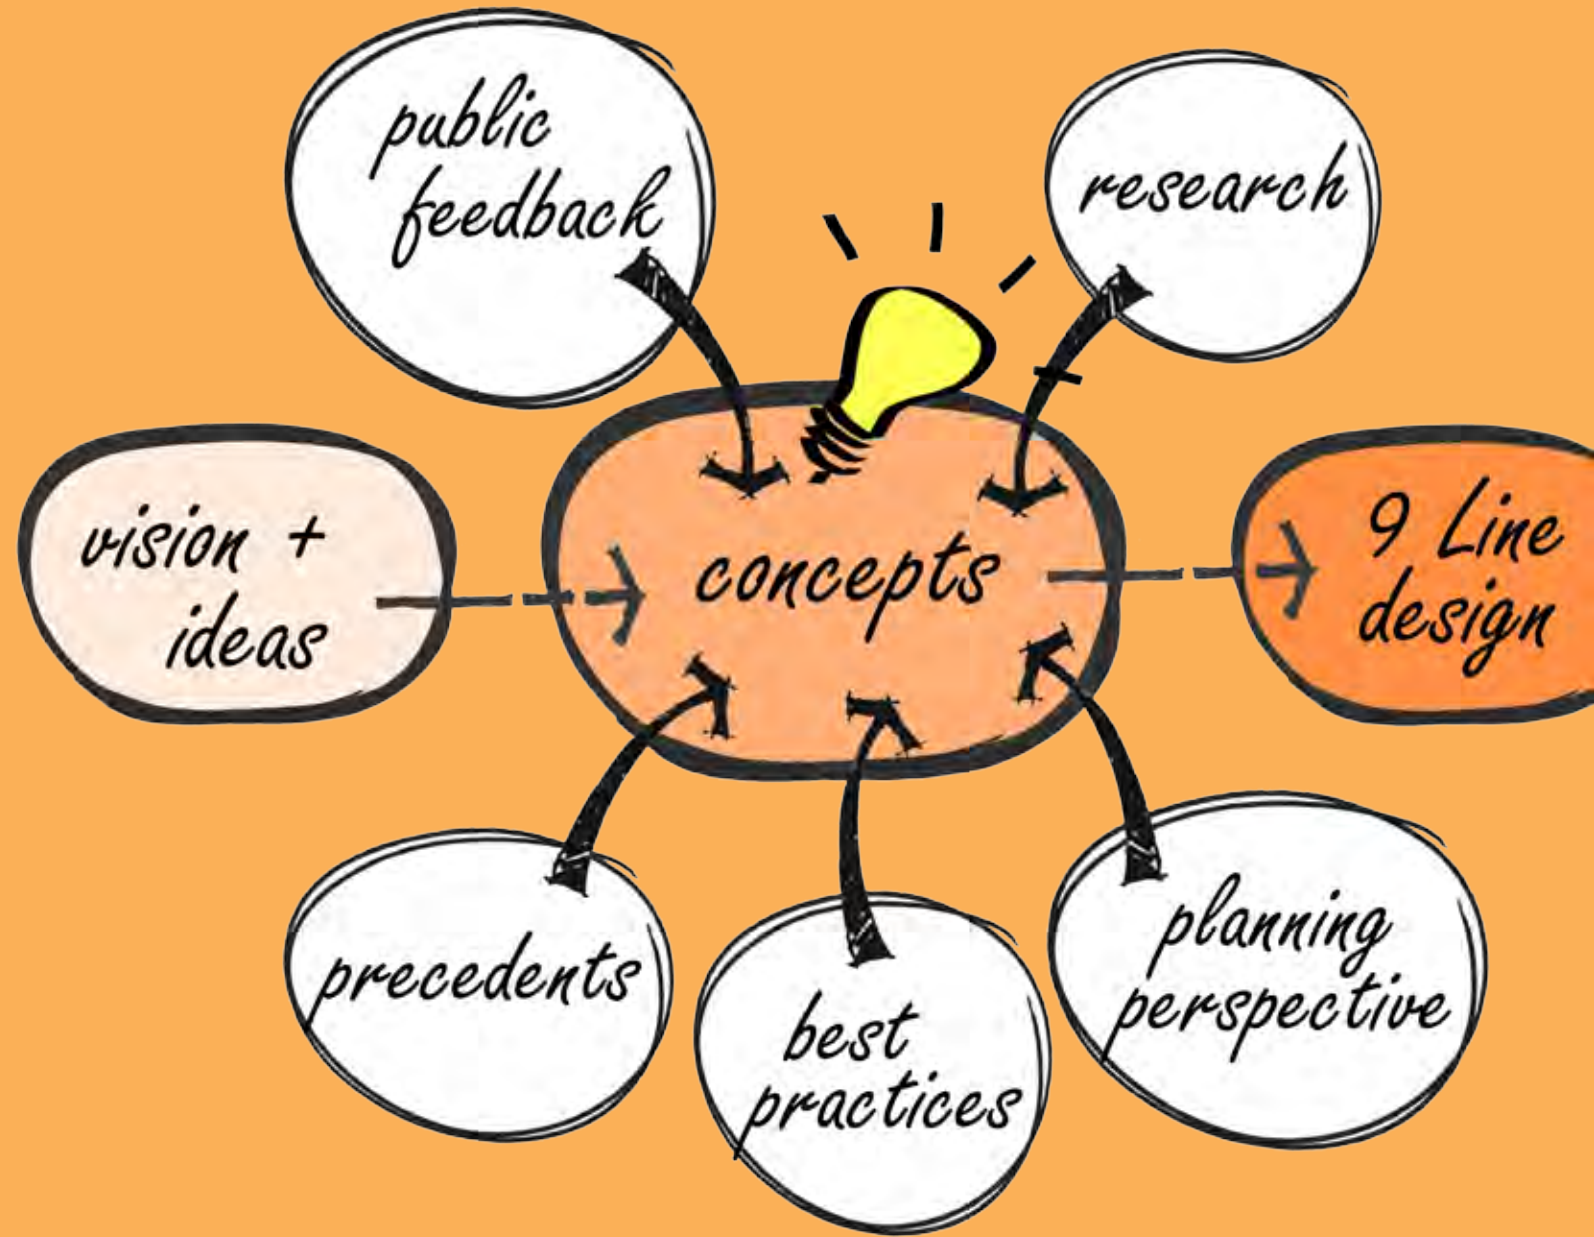 public
feedback
research
vision +
ideas
concepts
9 Line
design
precedents
best
practices
planning
perspective